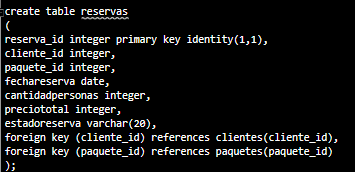 create table reservas
(
reserva_id integer primary key identity(1,1),
cliente_id integer,
paquete_id integer,
fechareserva date,
cantidadpersonas integer,
preciototal integer,
estadoreserva varchar(20),
foreign key (cliente_id) references clientes(cliente_id),
foreign key (paquete_id) references paquetes(paquete_id)
);